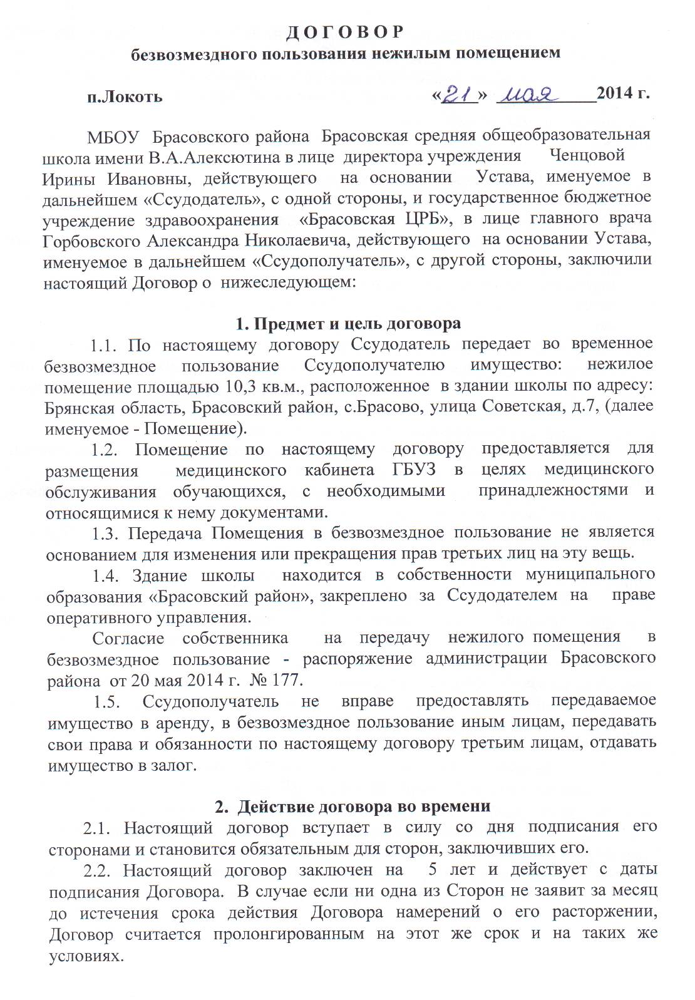 Д О Г О В О Р
безвозмездного пользования нежилым помещением
п.Локоть «21» мая 2014 г.
МБОУ Брасовского района Брасовская средняя общеобразовательная
школа имени В.А.Алексютина в лице директора учреждения Ченцовой
Ирины Ивановны, действующего на основании Устава, именуемое в
дальнейшем «Ссудодатель», с одной стороны, и государственное бюджетное
учреждение здравоохранения «Брасовская ЦРБ», в лице главного врача
Горбовского Александра Николаевича, действующего на основании Устава,
именуемое в дальнейшем «Ссудополучатель», с другой стороны, заключили
настоящий Договор о нижеследующем:
1. Предмет и цель договора
1.1. По настоящему договору Ссудодатель передает во временное
безвозмездное пользование Ссудополучателю имущество: нежилое
помещение площадью 10,3 кв.м., расположенное в здании школы по адресу:
Брянская область, Брасовский район, с.Брасово, улица Советская, д.7, (далее
именуемое - Помещение).
1.2. Помещение по настоящему договору предоставляется для
размещения медицинского кабинета ГБУЗ в целях медицинского
обслуживания обучающихся, с необходимыми принадлежностями и
относящимися к нему документами.
1.3. Передача Помещения в безвозмездное пользование не является
основанием для изменения или прекращения прав третьих лиц на эту вещь.
1.4. Здание школы находится в собственности муниципального
образования «Брасовский район», закреплено за Ссудодателем на праве
оперативного управления.
Согласие собственника на передачу нежилого помещения в
безвозмездное пользование - распоряжение администрации Брасовского
района от 20 мая 2014 г. № 177.
1.5. Ссудополучатель не вправе предоставлять передаваемое
имущество в аренду, в безвозмездное пользование иным лицам, передавать
свои права и обязанности по настоящему договору третьим лицам, отдавать
имущество в залог.
2. Действие договора во времени
2.1. Настоящий договор вступает в силу со дня подписания его
сторонами и становится обязательным для сторон, заключивших его.
2.2. Настоящий договор заключен на 5 лет и действует с даты
подписания Договора. В случае если ни одна из Сторон не заявит за месяц
до истечения срока действия Договора намерений о его расторжении,
Договор считается пролонгированным на этот же срок и на таких же
условиях.